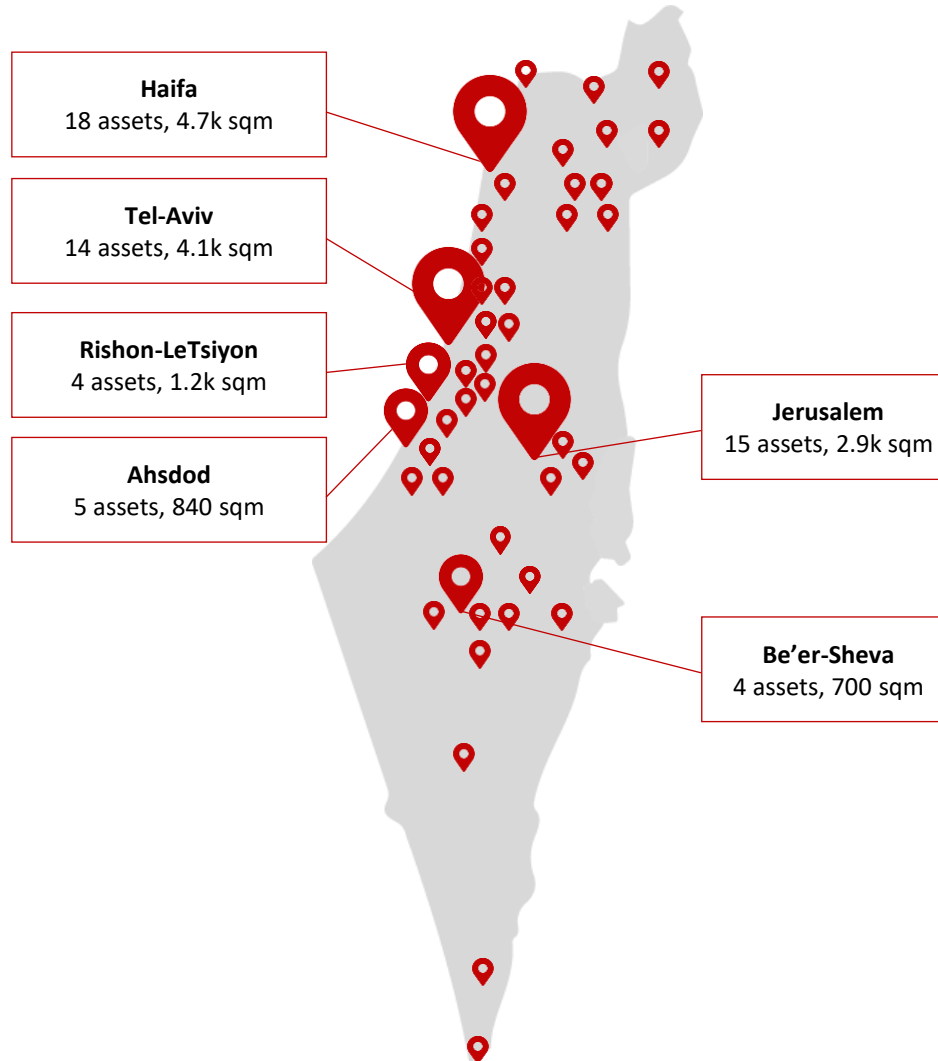 Haifa
18 assets, 4.7k sqm
Tel-Aviv
14 assets, 4.1k sqm
Rishon-LeTsiyon
4 assets, 1.2k sqm
Ahsdod
5 assets, 840 sqm
Jerusalem
15 assets, 2.9k sqm
Be’er-Sheva
4 assets, 700 sqm